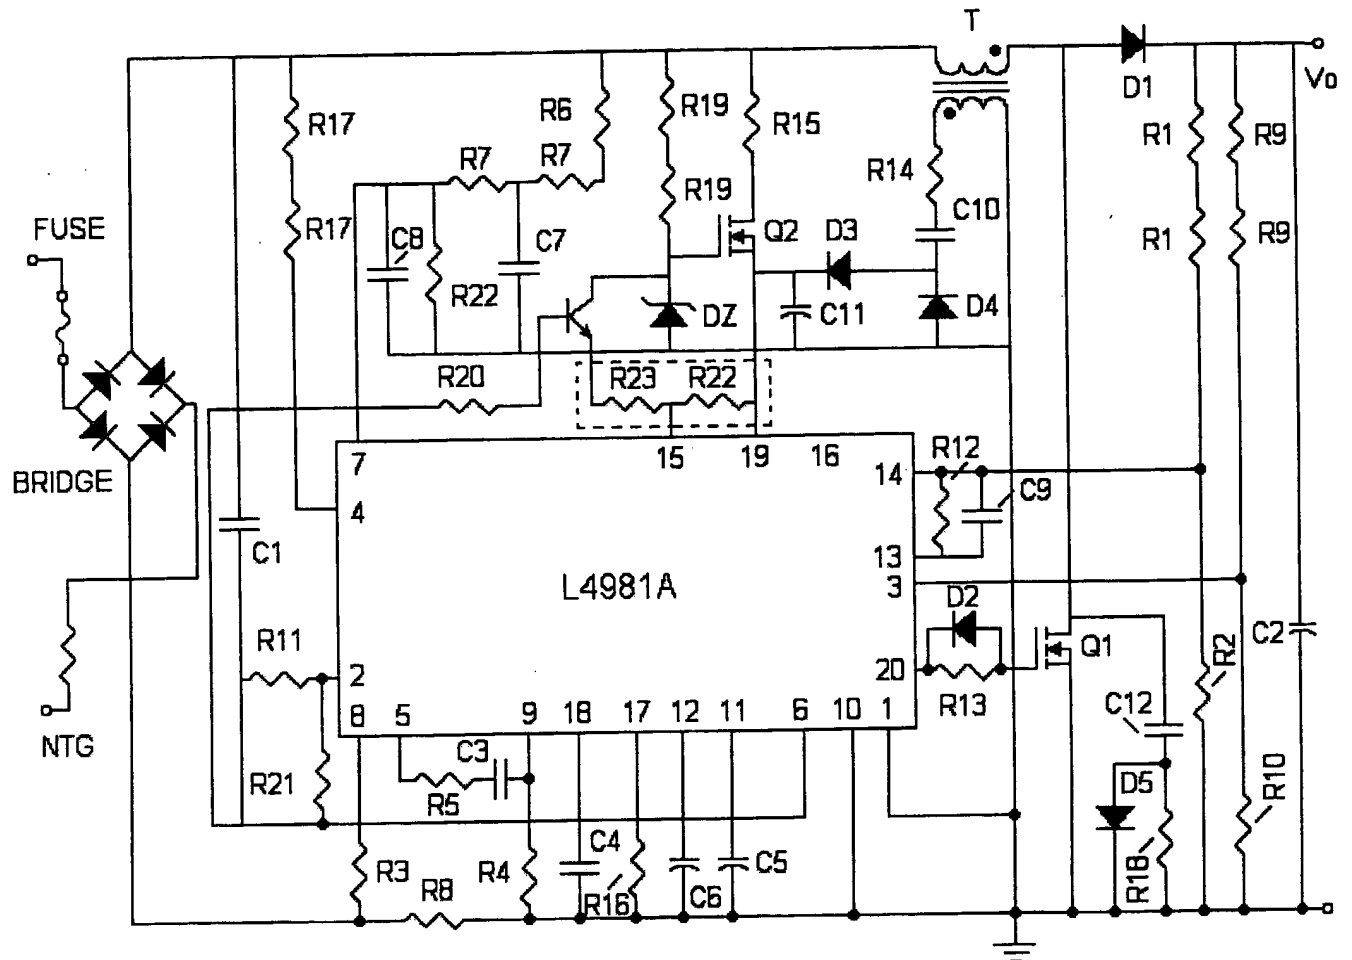 T
D1
Vo
R17
R6
R19
R15
R1
R9
R7
R7
R14
R19
C10
FUSE
R17
C8
C7
Q2
D3
R1
R9
R22
DZ
C11
D4
R20
R23
R22
BRIDGE
7
15
19
16
14
R12
C9
4
C1
13
L4981A
3
D2
R11
2
20
Q1
R2
C2
R13
NTG
8
5
9
18
17
12
11
6
10
1
C12
C3
R21
R5
D5
R10
R3
R8
R4
C4
R16
C6
C5
R18